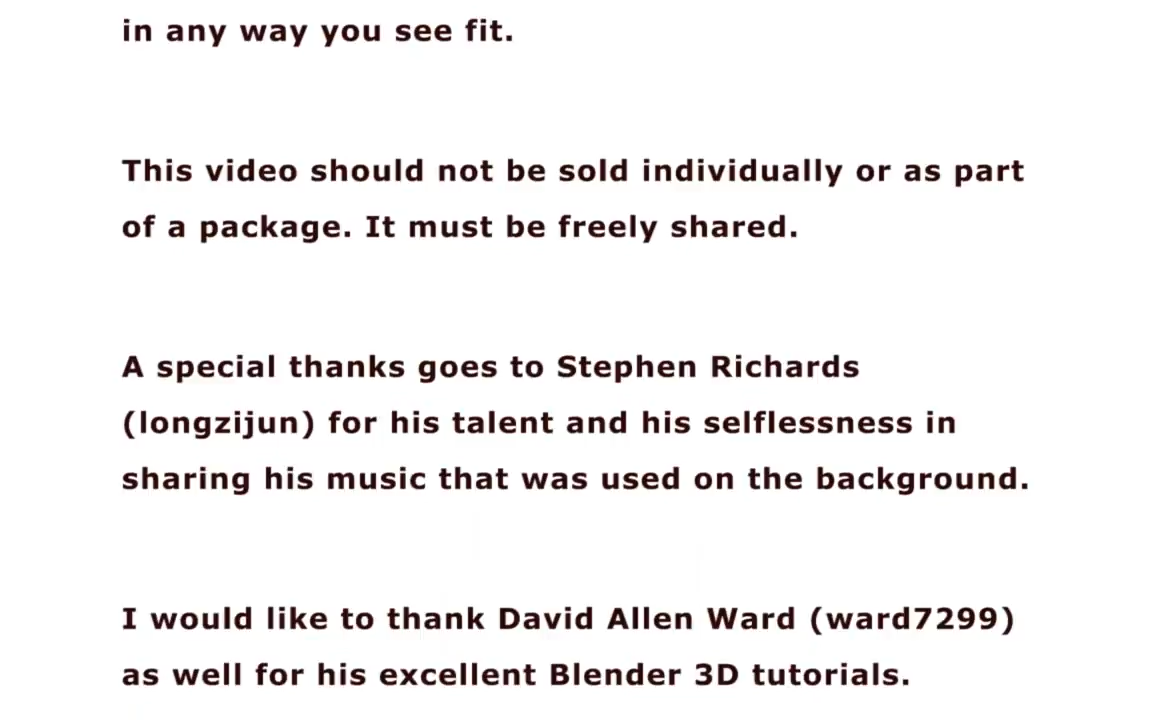 in any way you see fit.
This video should not be sold individually or as part
of a package. It must be freely shared.
A special thanks goes to Stephen Richards
(longzijun) for his talent and his selflessness in
sharing his music that was used on the background.
I would like to thank David Allen Ward (ward7299)
as well for his excellent Blender 3D tutorials.